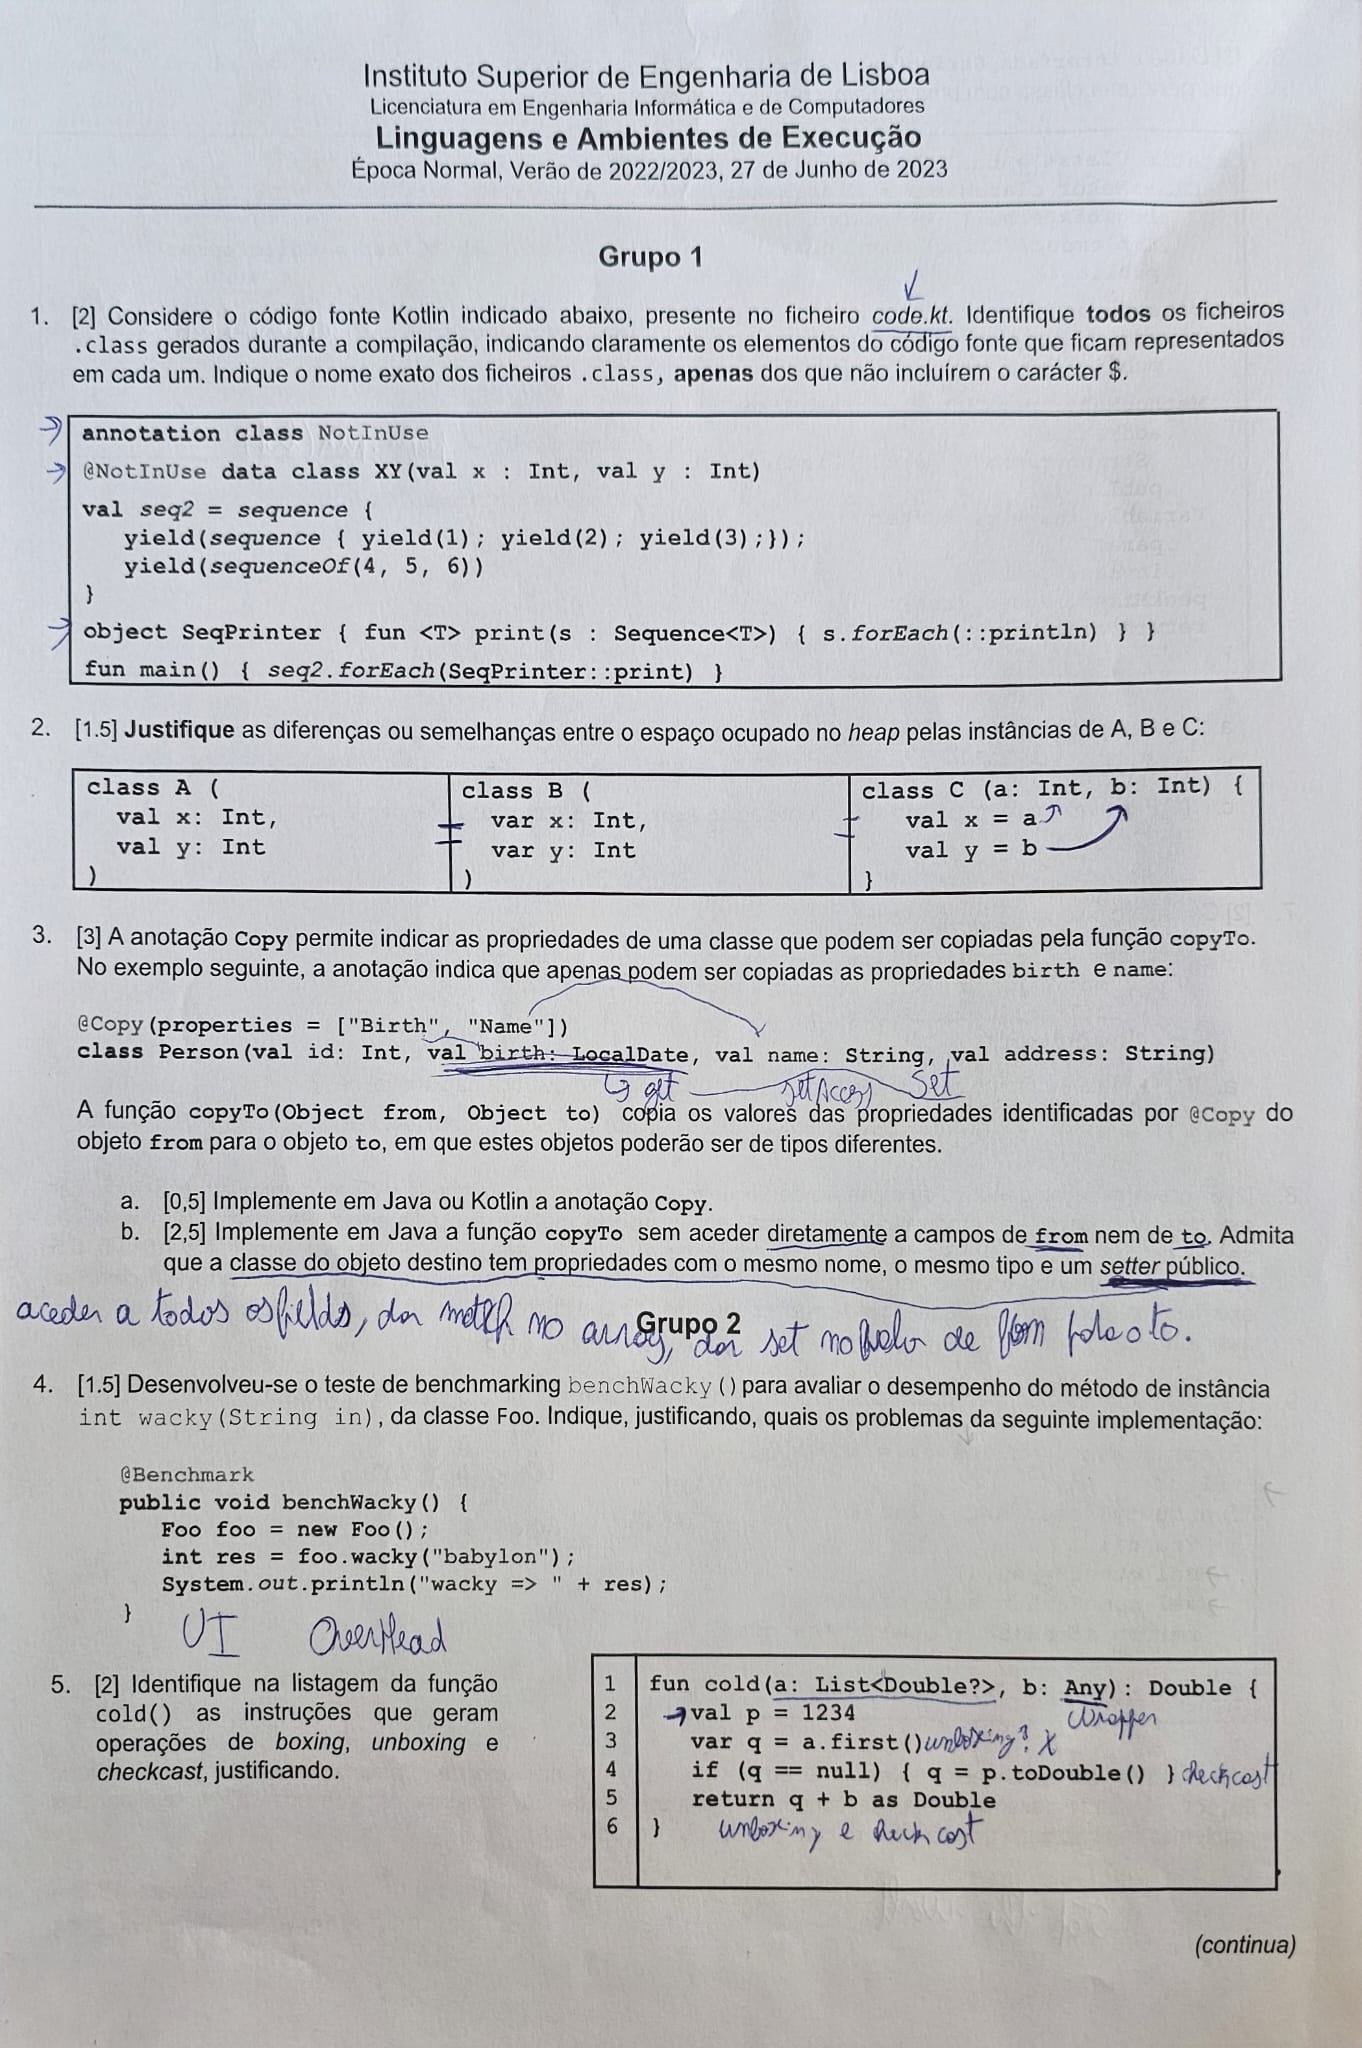 Instituto Superior de Engenharia de Lisboa
Licenciatura em Engenharia Informática e de Computadores
Linguagens e Ambientes de Execução
Época Normal, Verão de 2022/2023, 27 de Junho de 2023
Grupo 1
1. [2] Considere o código fonte Kotlin indicado abaixo, presente no ficheiro code.kt. Identifique todos os ficheiros
.class gerados durante a compilação, indicando claramente os elementos do código fonte que ficam representados
em cada um. Indique o nome exato dos ficheiros .class, apenas dos que não incluírem o carácter $.
annotation class NotInUse
@NotInUse data class XY(val x : Int, val y : Int)
val seq2 = sequence {
yield(sequence { yield(1); yield(2); yield(3);});
yield(sequenceOf(4, 5, 6))
}
object SeqPrinter { fun <T> print(s : Sequence<T>) { s.forEach(::println) } }
fun main() { seq2.forEach(SeqPrinter::print) }
2. [1.5] Justifique as diferenças ou semelhanças entre o espaço ocupado no heap pelas instâncias de A, B e C:
class A (
val x: Int,
val y: Int
)
class B (
var x: Int,
var y: Int
)
class C (a: Int, b: Int) {
val x = a
val y = b
}
3. [3] A anotação Copy permite indicar as propriedades de uma classe que podem ser copiadas pela função copyTo.
No exemplo seguinte, a anotação indica que apenas podem ser copiadas as propriedades birth e name:
@Copy(properties = ["Birth", "Name"])
class Person(val id: Int, val birth: LocalDate, val name: String, val address: String)
get setAccess Set
A função copyTo(Object from, Object to) copia os valores das propriedades identificadas por @Copy do
objeto from para o objeto to, em que estes objetos poderão ser de tipos diferentes.
a. [0,5] Implemente em Java ou Kotlin a anotação Copy.
b. [2,5] Implemente em Java a função copyTo sem aceder diretamente a campos de from nem de to. Admita
que a classe do objeto destino tem propriedades com o mesmo nome, o mesmo tipo e um setter público.
aceder a todos os fields, dar match no array, dar set no valor de from to.
Grupo 2
4. [1.5] Desenvolveu-se o teste de benchmarking benchWacky() para avaliar o desempenho do método de instância
int wacky(String in), da classe Foo. Indique, justificando, quais os problemas da seguinte implementação:
@Benchmark
public void benchWacky() {
Foo foo = new Foo();
int res = foo.wacky("babylon");
System.out.println("wacky => " + res);
}
UI OverHead
5. [2] Identifique na listagem da função
cold() as instruções que geram
operações de boxing, unboxing e
checkcast, justificando.
1 fun cold(a: List<Double?>, b: Any): Double {
2 val p = 1234 Wrapper
3 var q = a.first() unboxing? X
4 if (q == null) { q = p.toDouble() } checkcast
5 return q + b as Double
6 } unboxing e check cast
(continua)